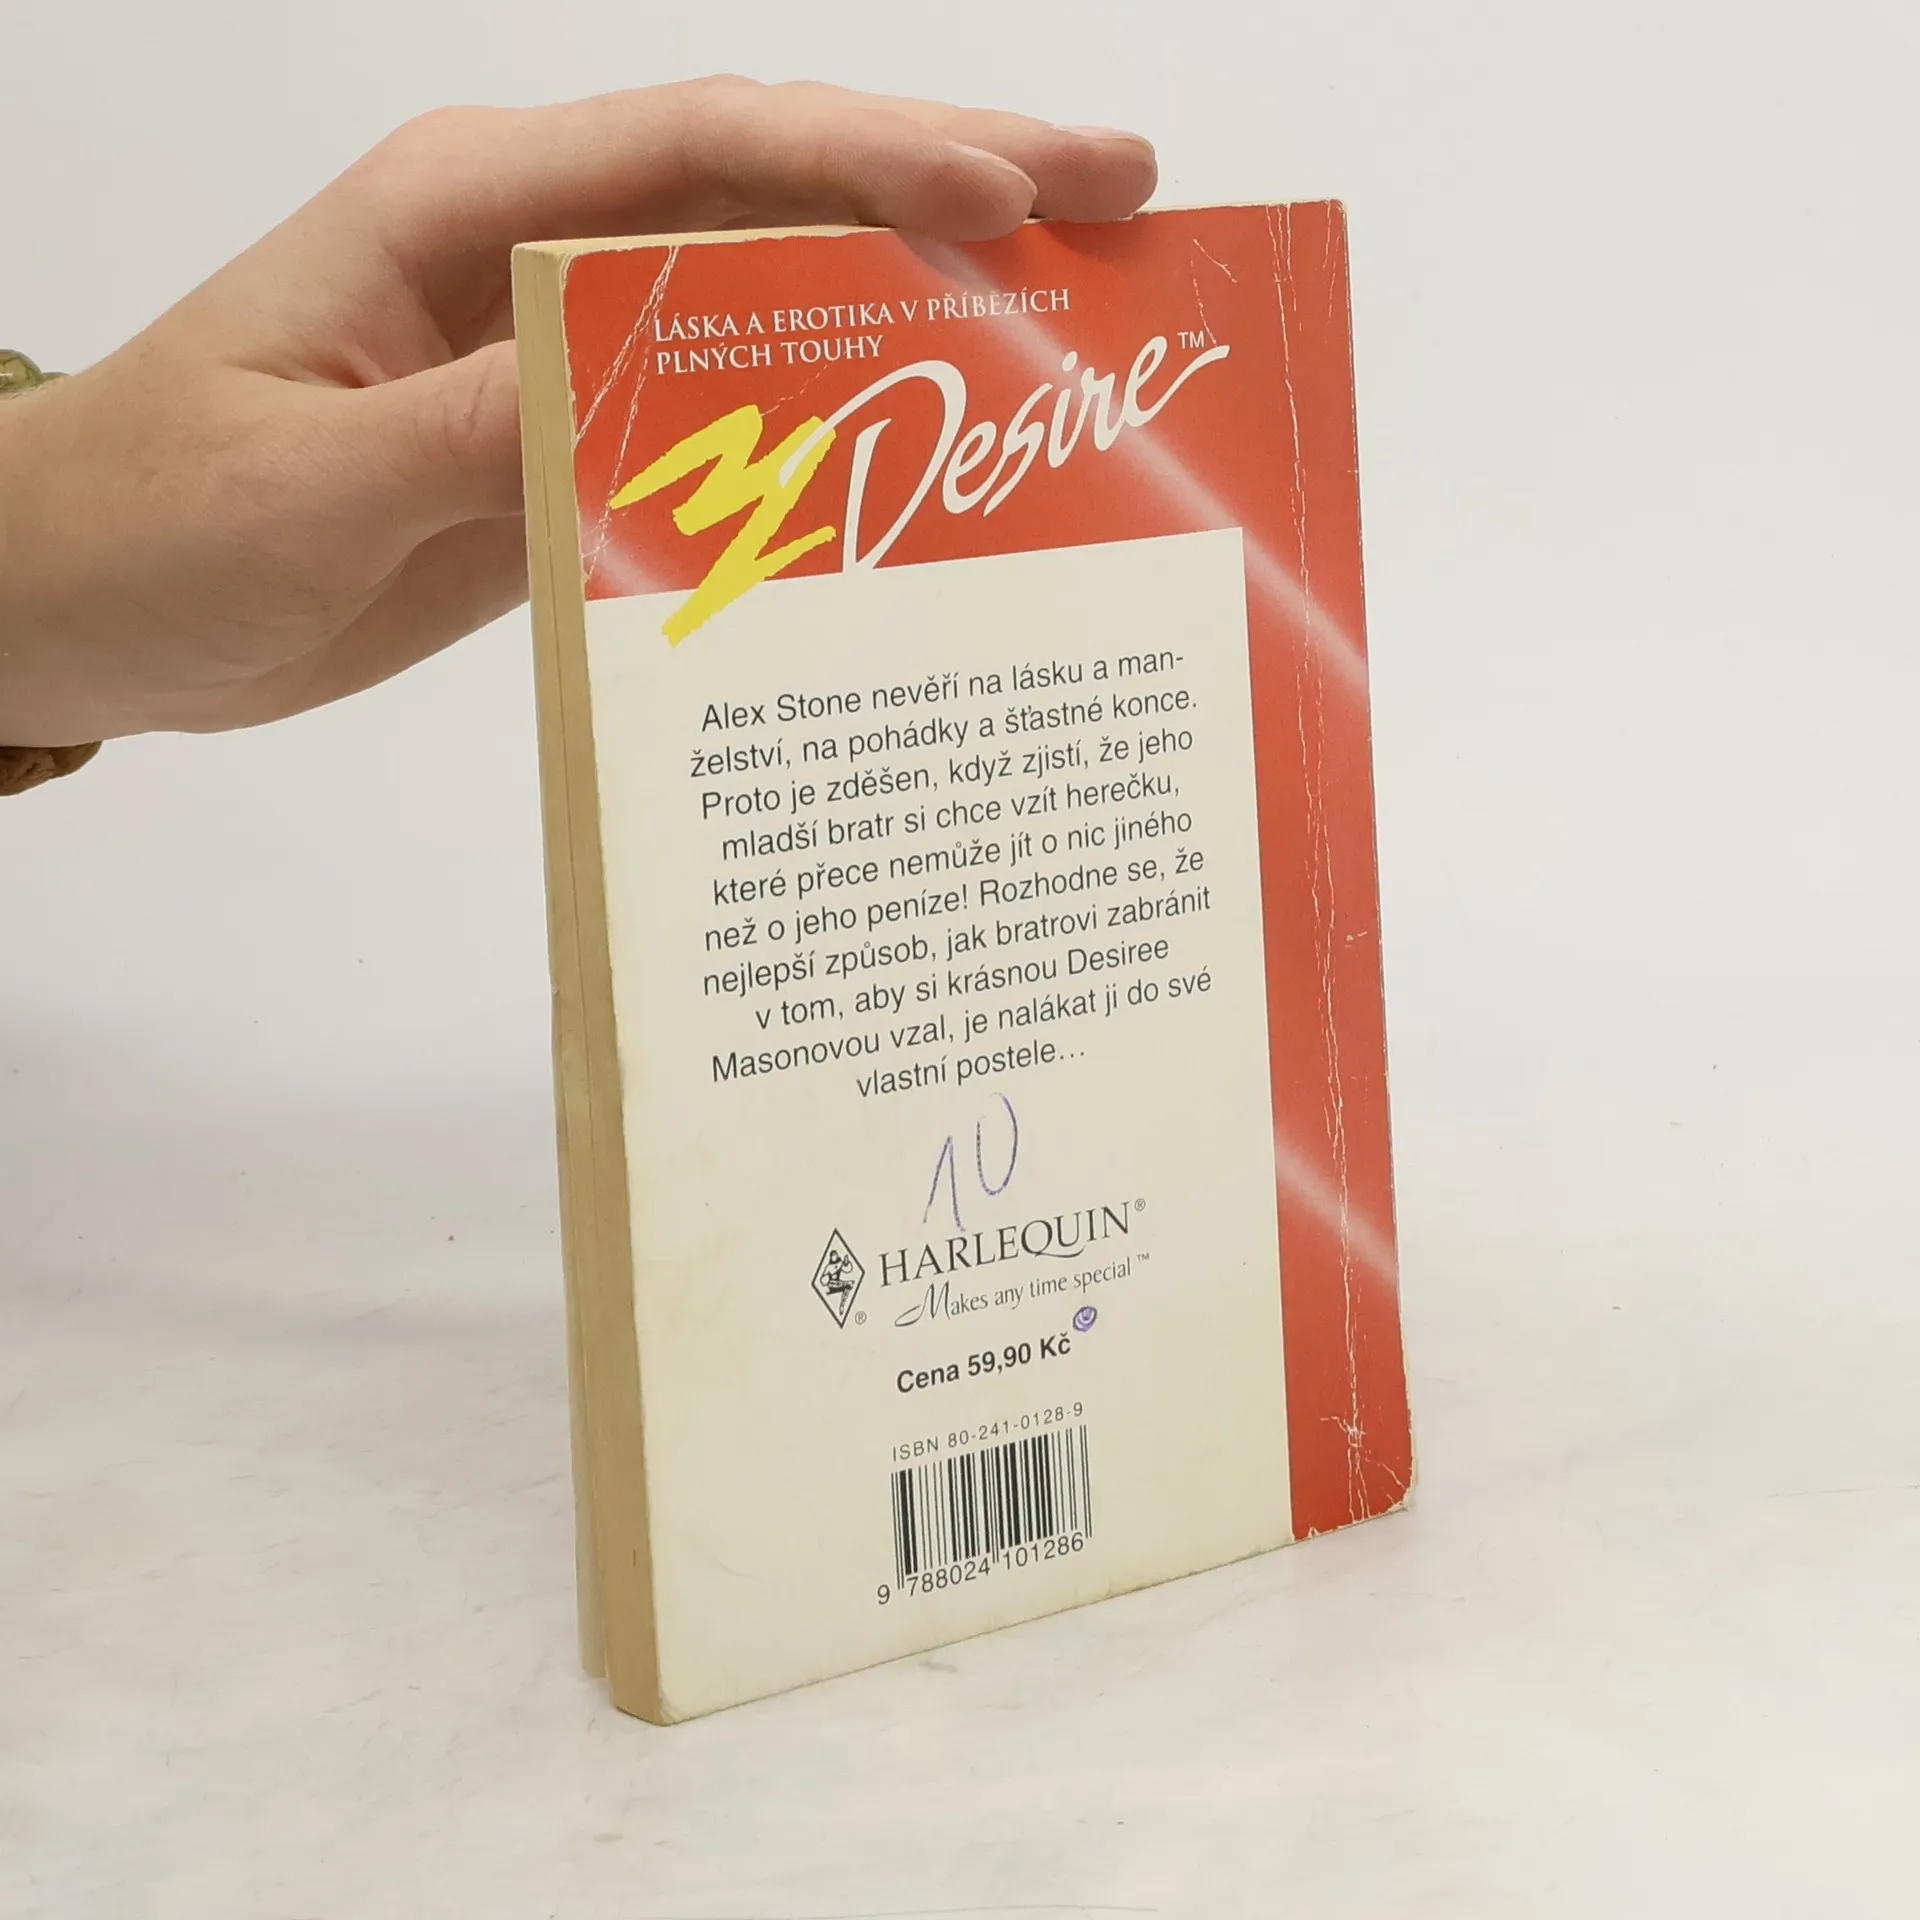 LÁSKA A EROTIKA V PŘÍBĚZÍCH
PLNÝCH TOUHY
Desire™
Alex Stone nevěří na lásku a man-
želství, na pohádky a šťastné konce.
Proto je zděšen, když zjistí, že jeho
mladší bratr si chce vzít herečku,
které přece nemůže jít o nic jiného
než o jeho peníze! Rozhodne se, že
nejlepší způsob, jak bratrovi zabránit
v tom, aby si krásnou Desiree
Masonovou vzal, je nalákat ji do své
vlastní postele...
10
HARLEQUIN®
®
Makes any time special™
Cena 59,90 Kč
ISBN 80-241-0128-9
9 788024 101286